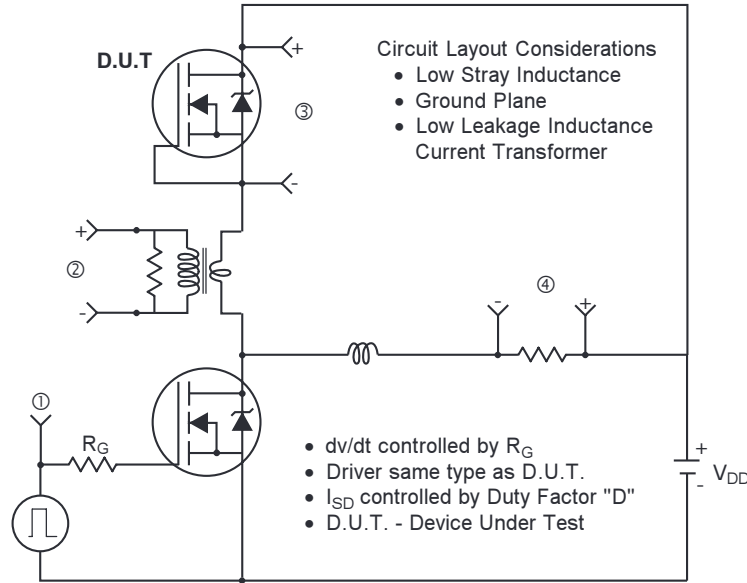 D.U.T
+
③
-
Circuit Layout Considerations
• Low Stray Inductance
• Ground Plane
• Low Leakage Inductance
Current Transformer
+
②
-
④
-
+
①
R_G
• dv/dt controlled by R_G
• Driver same type as D.U.T.
• I_SD controlled by Duty Factor "D"
• D.U.T. - Device Under Test
+
-
V_DD